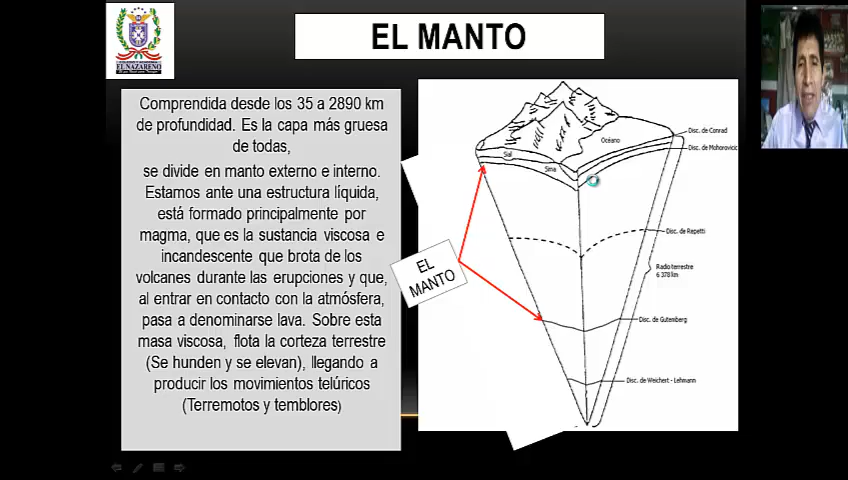 EL MANTO
EL NAZARENO
Comprendida desde los 35 a 2890 km
de profundidad. Es la capa más gruesa
de todas,
se divide en manto externo e interno.
Estamos ante una estructura líquida,
está formado principalmente por
magma, que es la sustancia viscosa e
incandescente que brota de los
volcanes durante las erupciones y que,
al entrar en contacto con la atmósfera,
pasa a denominarse lava. Sobre esta
masa viscosa, flota la corteza terrestre
(Se hunden y se elevan), llegando a
producir los movimientos telúricos
(Terremotos y temblores)
EL
MANTO
Océano
Sial
Sima
Disc. de Conrad
Disc. de Mohorovicic
Disc. de Repetti
Radio terrestre
6 378 km
Disc. de Gutemberg
Disc. de Weichert - Lehmann